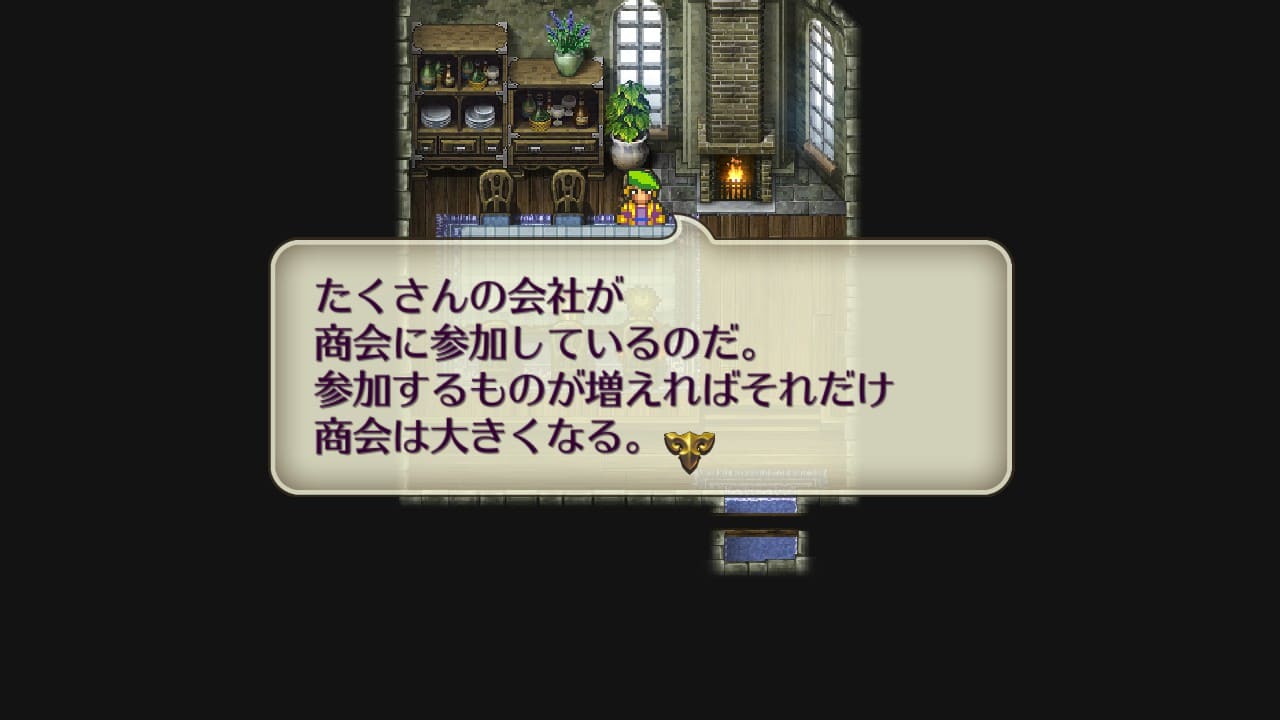 たくさんの会社が
商会に参加しているのだ。
参加するものが増えればそれだけ
商会は大きくなる。